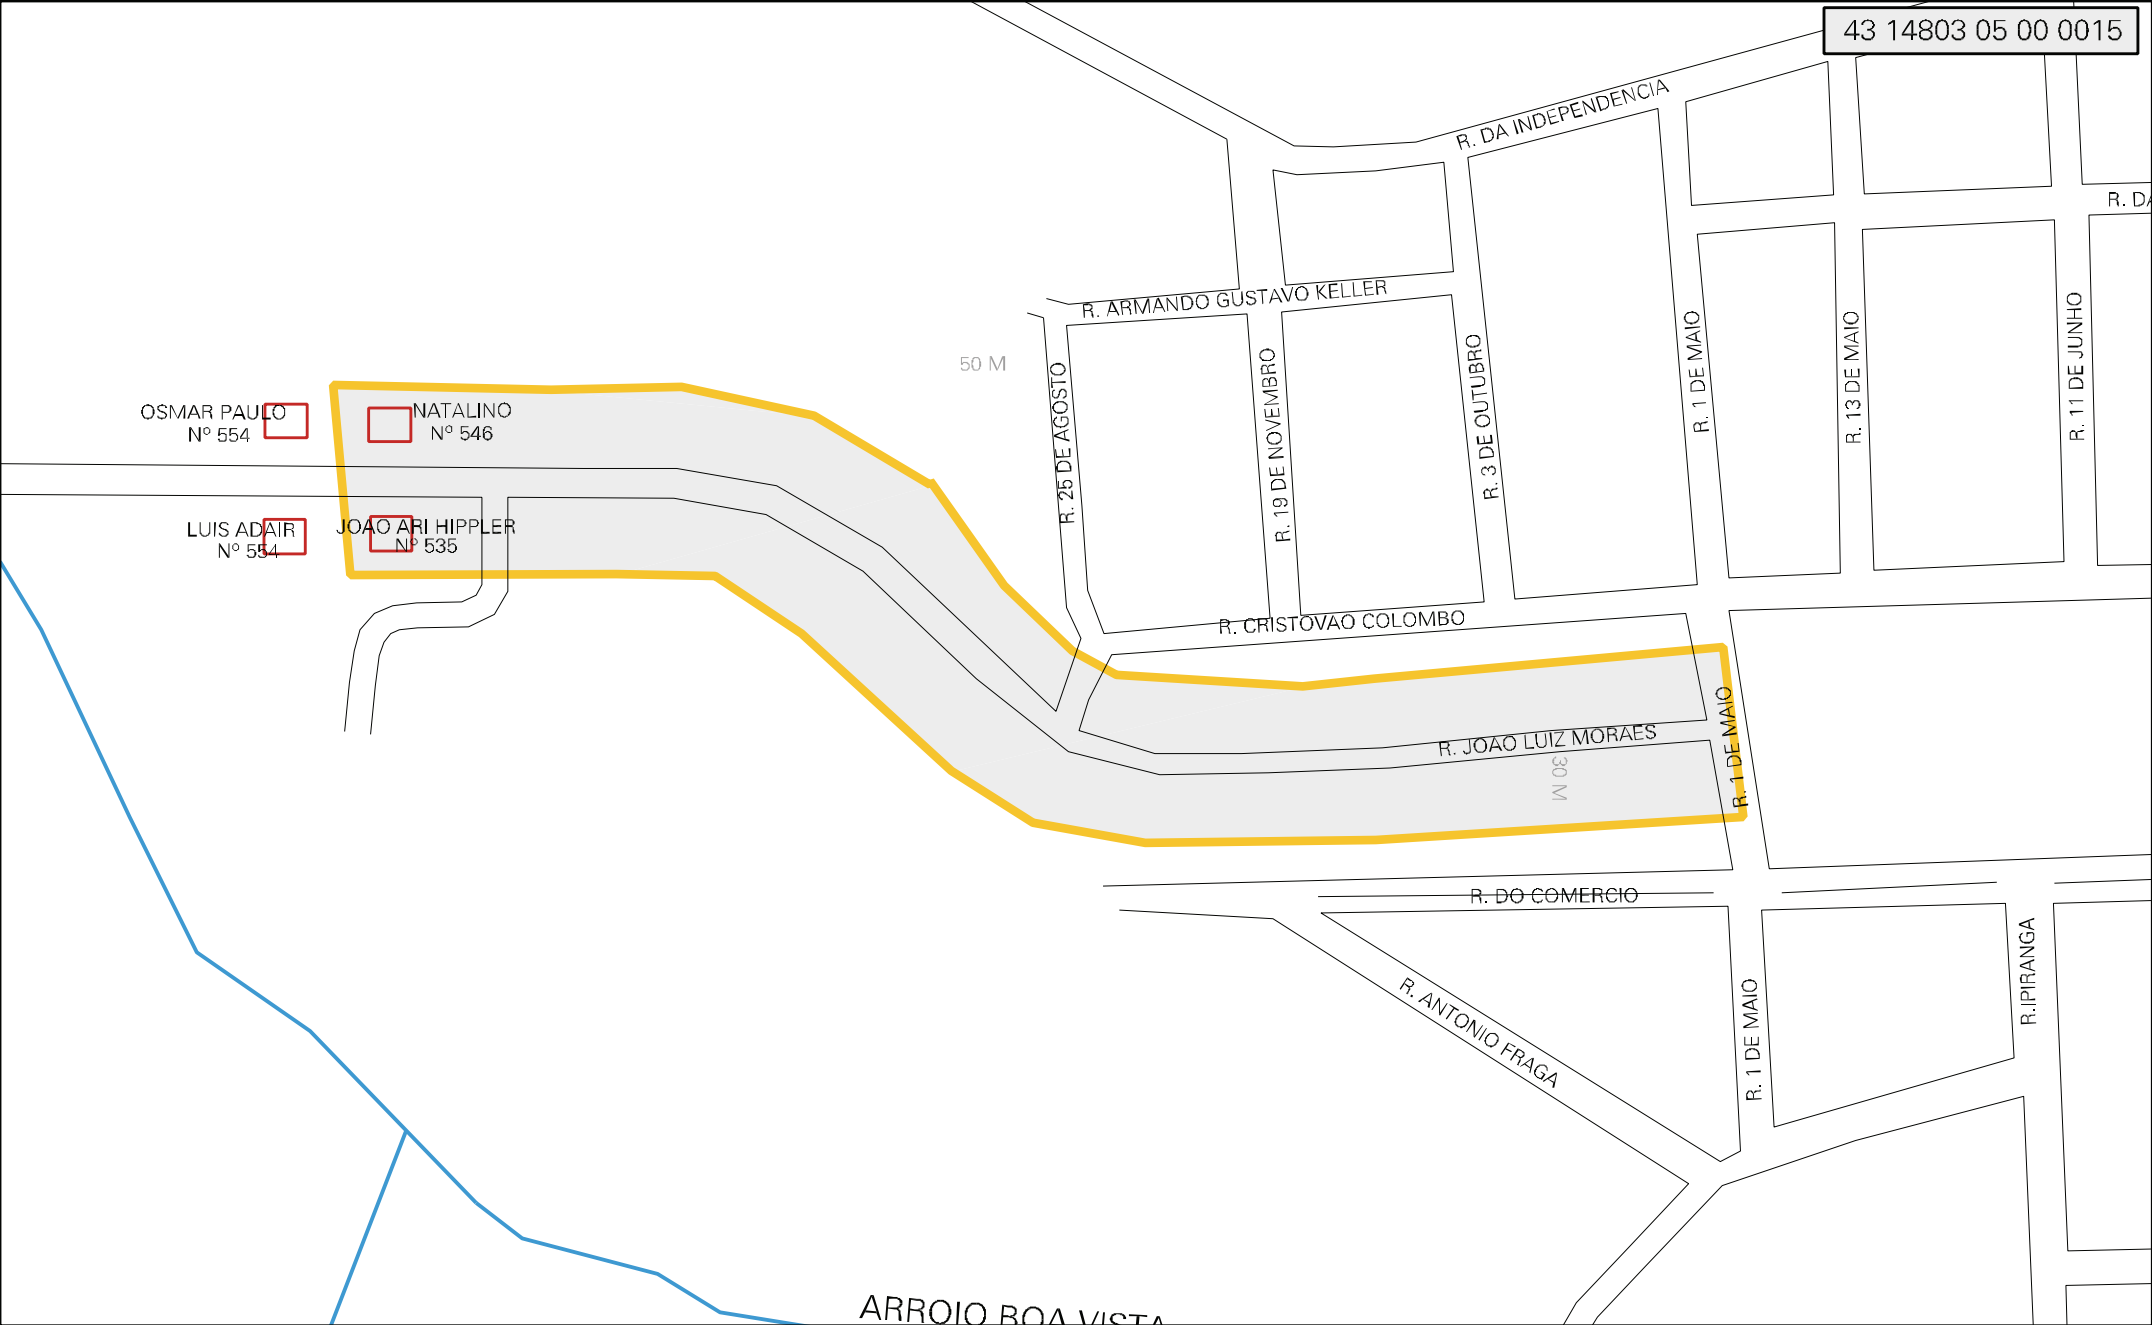 43 14803 05 00 0015
R. DA INDEPENDENCIA
R. DA
R. ARMANDO GUSTAVO KELLER
50 M
R. 25 DE AGOSTO
R. 19 DE NOVEMBRO
R. 3 DE OUTUBRO
R. 1 DE MAIO
R. 13 DE MAIO
R. 11 DE JUNHO
OSMAR PAULO
Nº 554
NATALINO
Nº 546
LUIS ADAIR
Nº 554
JOAO ARI HIPPLER
Nº 535
R. CRISTOVAO COLOMBO
R. JOAO LUIZ MORAES
30 M
R. 1 DE MAIO
R. DO COMERCIO
R. ANTONIO FRAGA
R. 1 DE MAIO
R.IPIRANGA
ARROIO BOA VISTA